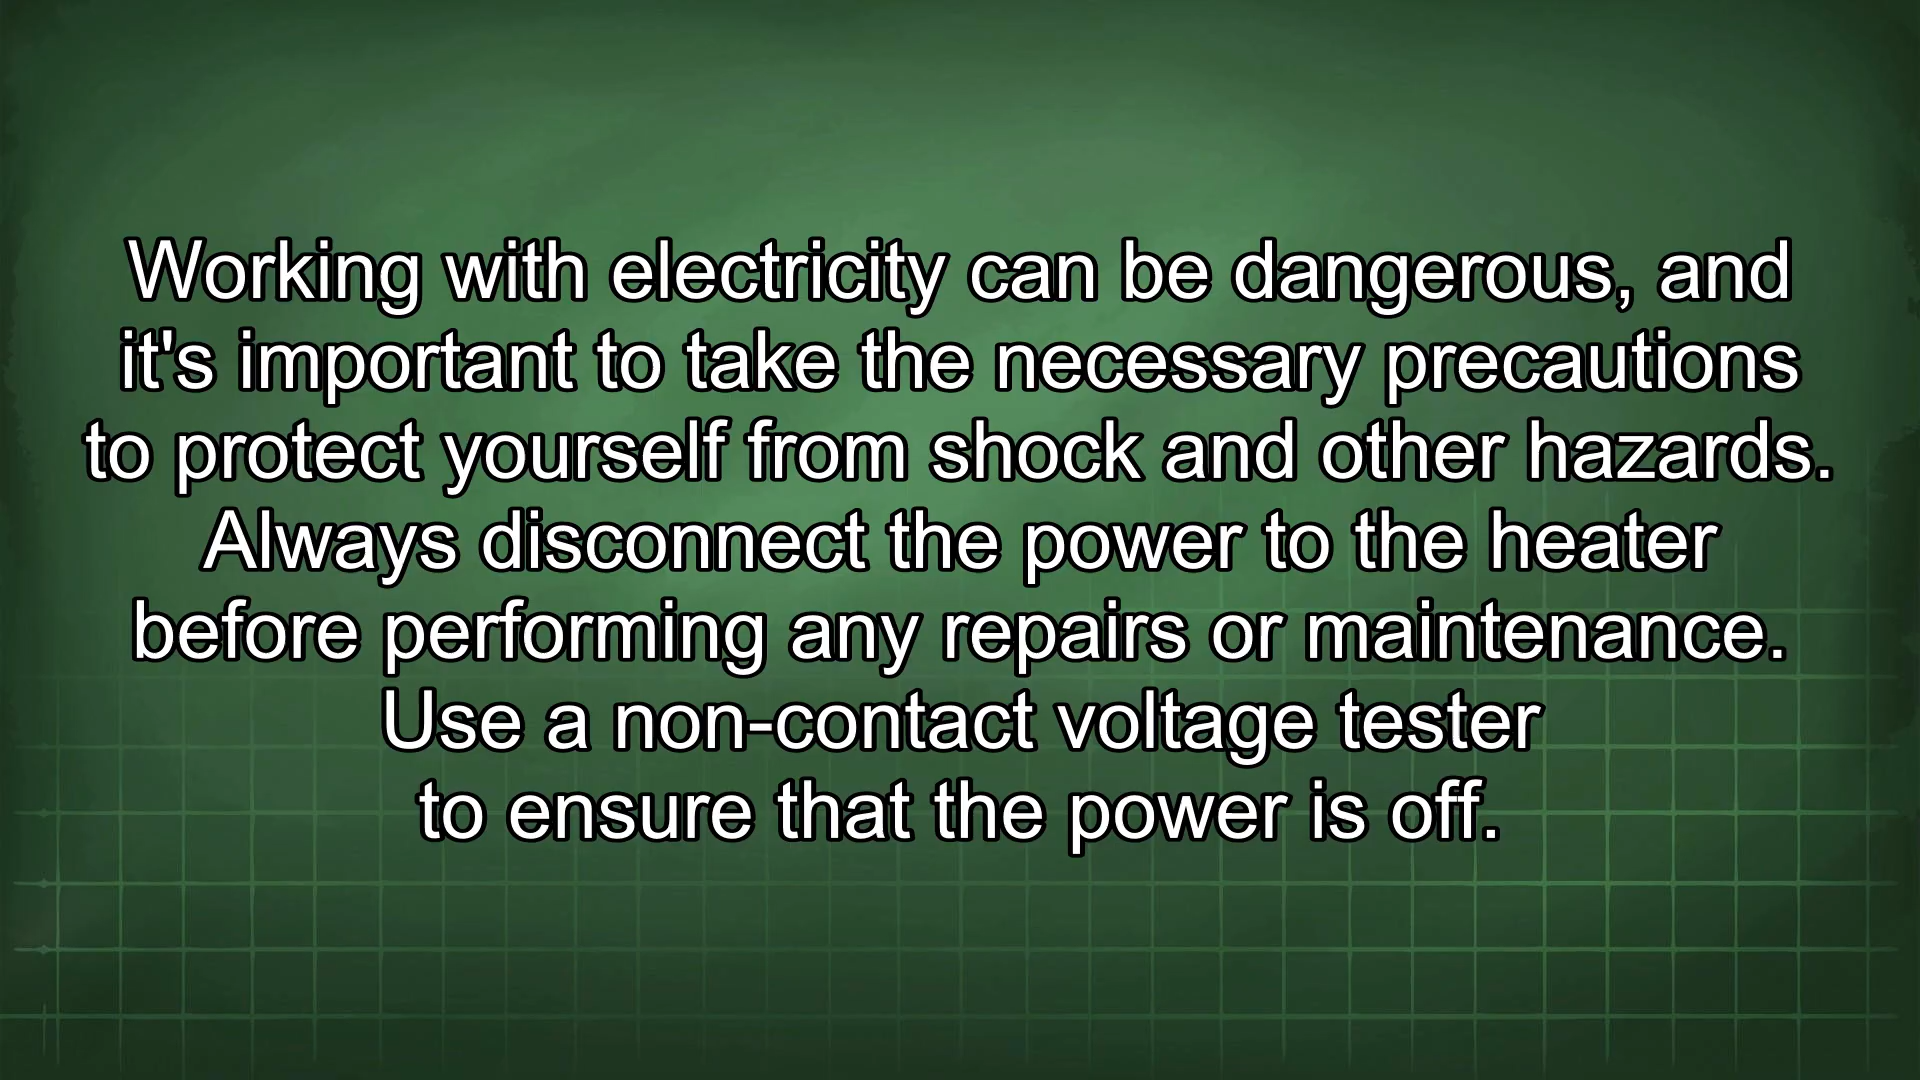 Working with electricity can be dangerous, and
it's important to take the necessary precautions
to protect yourself from shock and other hazards.
Always disconnect the power to the heater
before performing any repairs or maintenance.
Use a non-contact voltage tester
to ensure that the power is off.